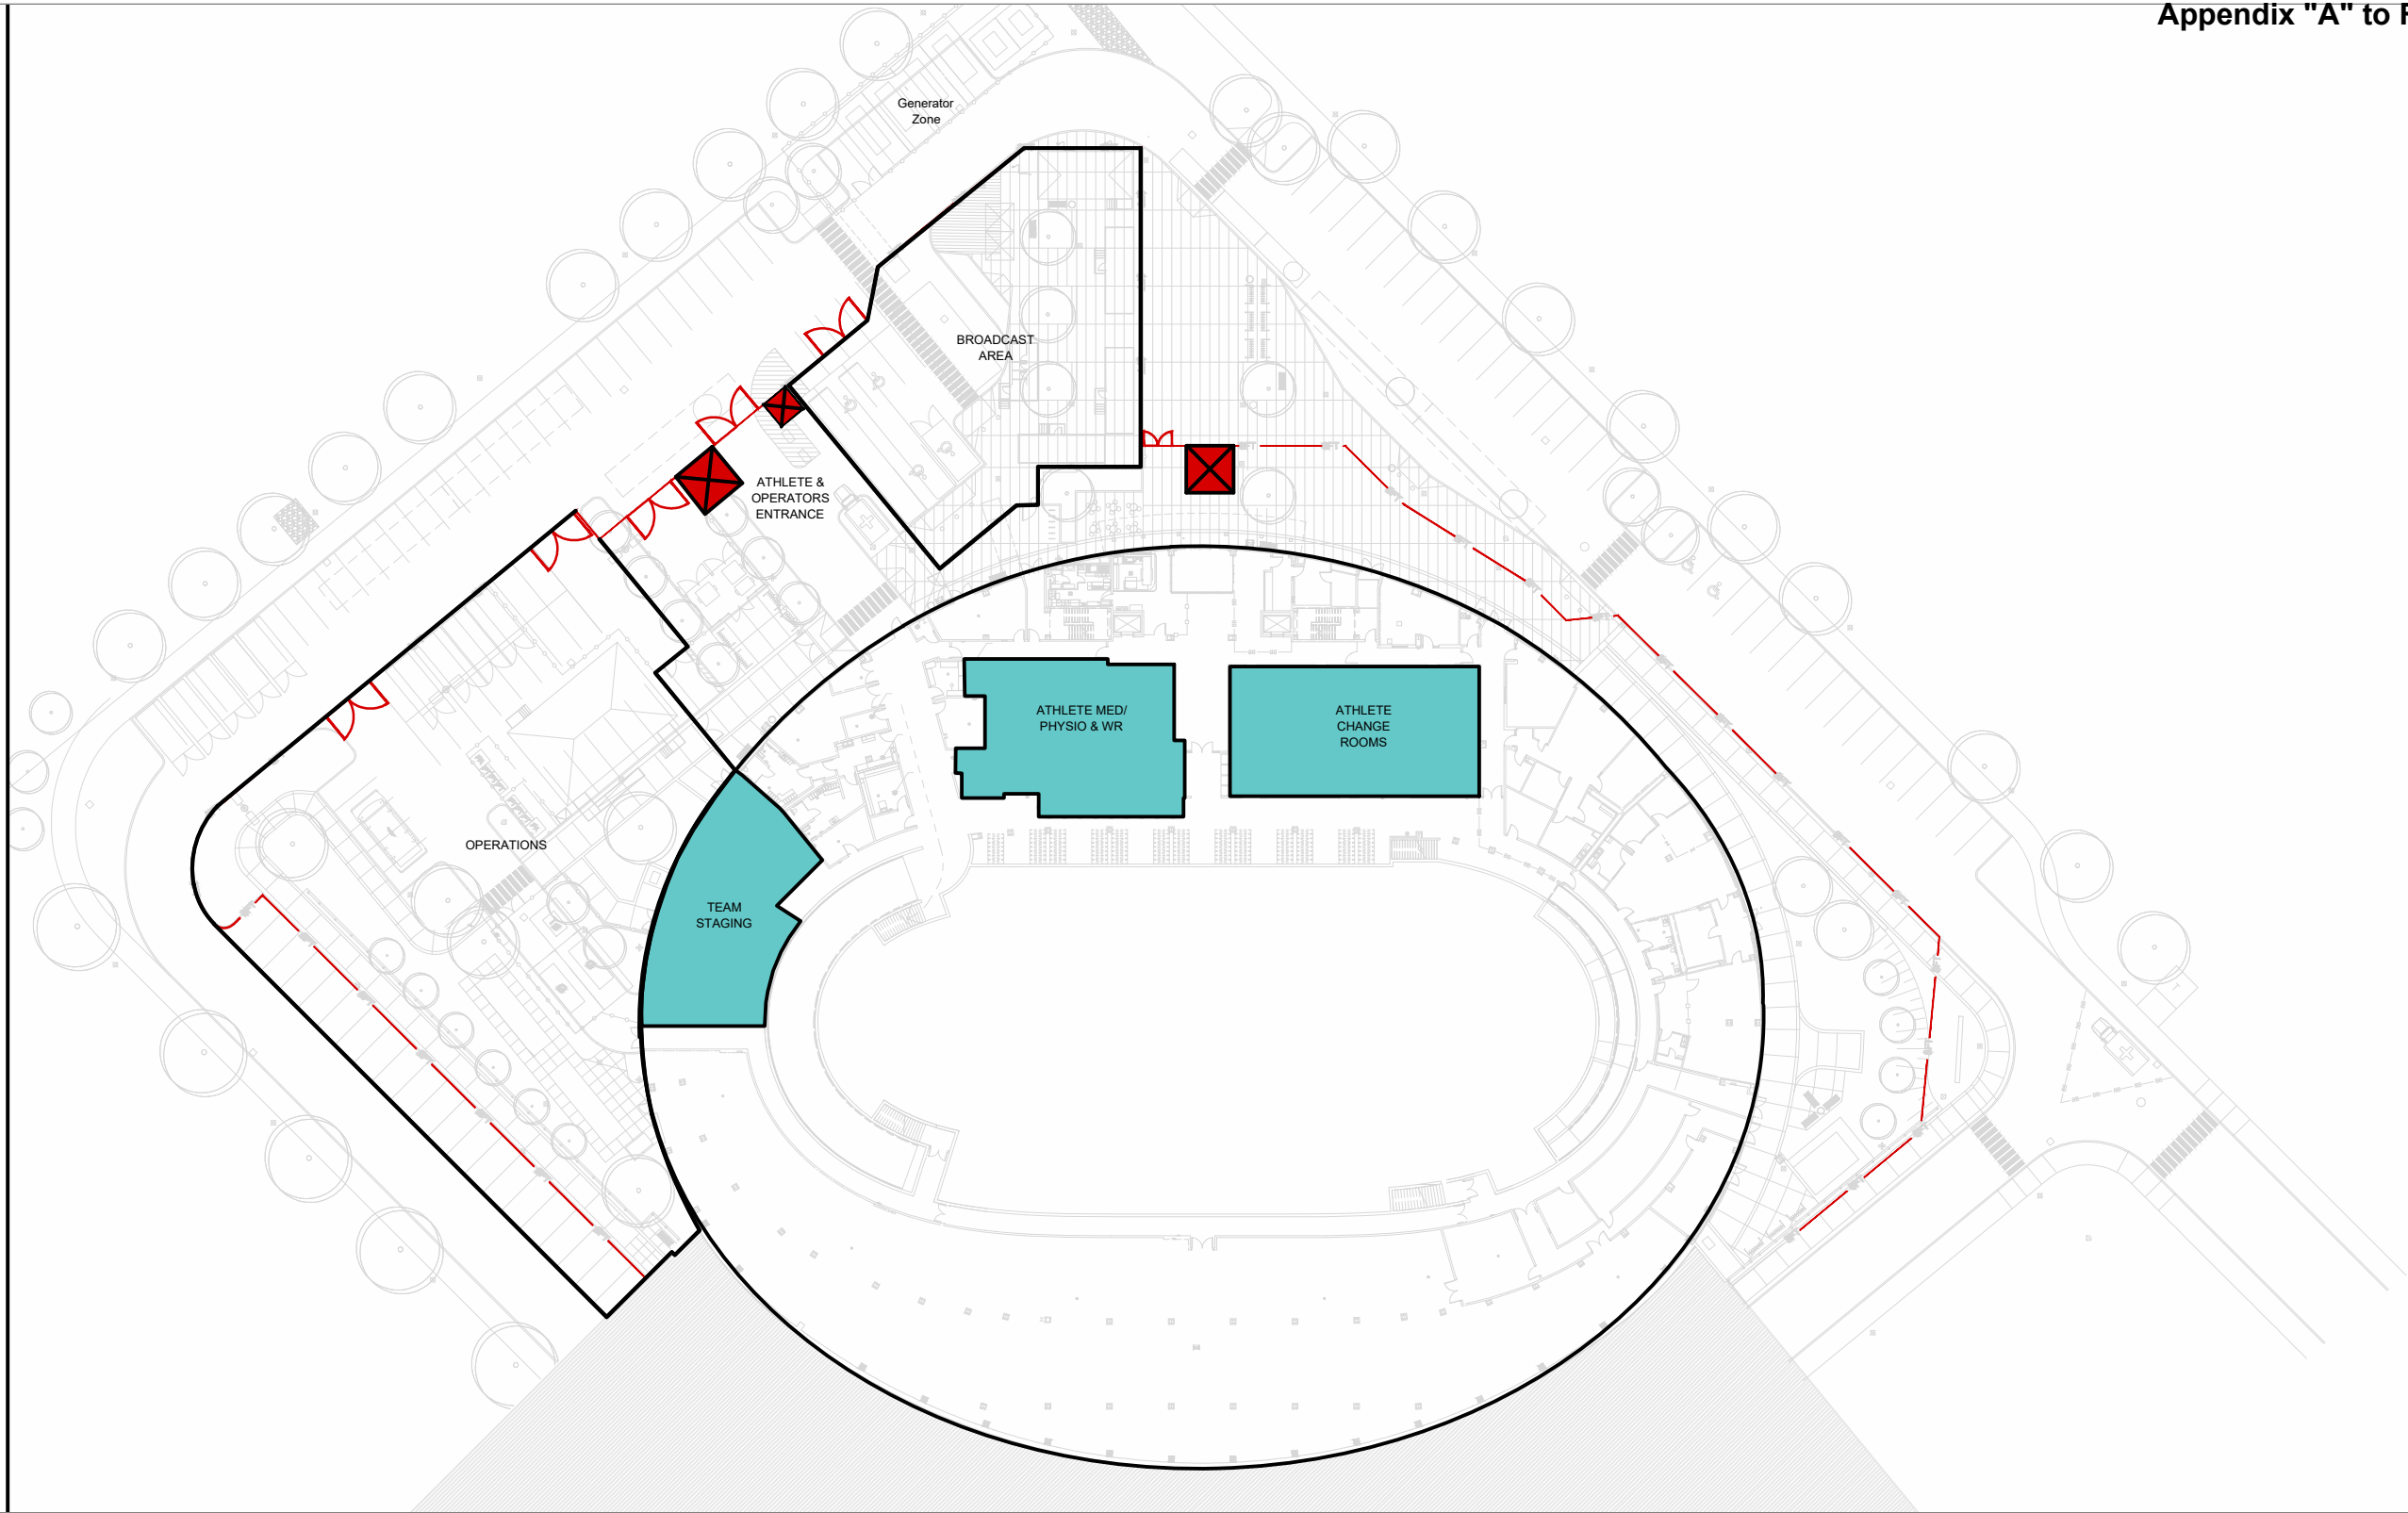 Appendix "A" to
Generator
Zone
BROADCAST
AREA
ATHLETE &
OPERATORS
ENTRANCE
ATHLETE MED/
PHYSIO & WR
ATHLETE
CHANGE
ROOMS
OPERATIONS
TEAM
STAGING